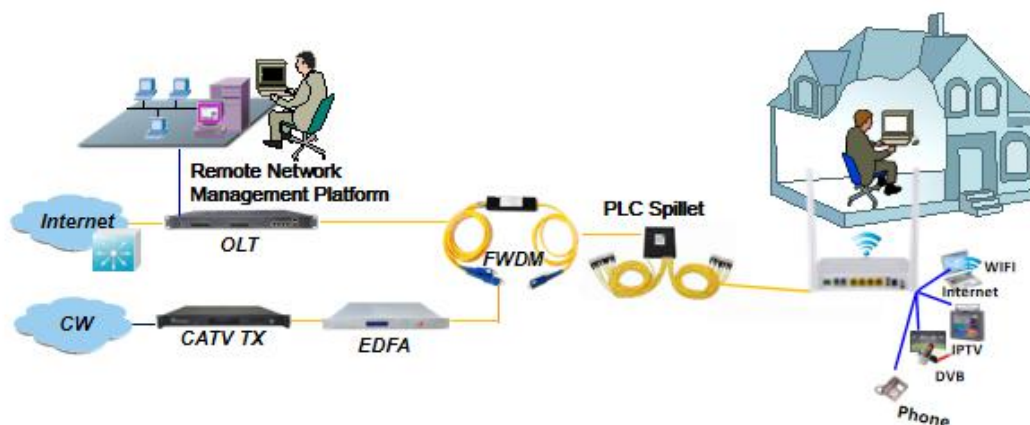 Remote Network
Management Platform
Internet
OLT
FWDM
PLC Spillet
CW
CATV TX
EDFA
WIFI
Internet
IPTV
DVB
Phone